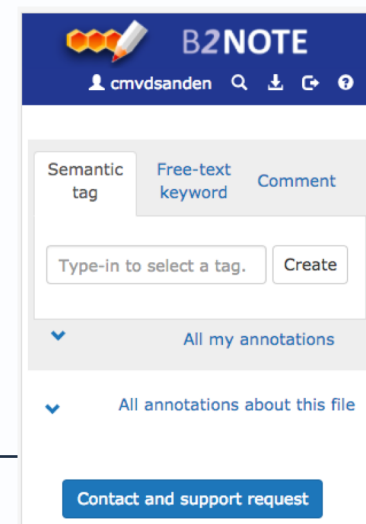 B2NOTE
cmvdsanden
Semantic tag
Free-text keyword
Comment
Type-in to select a tag.
Create
All my annotations
All annotations about this file
Contact and support request